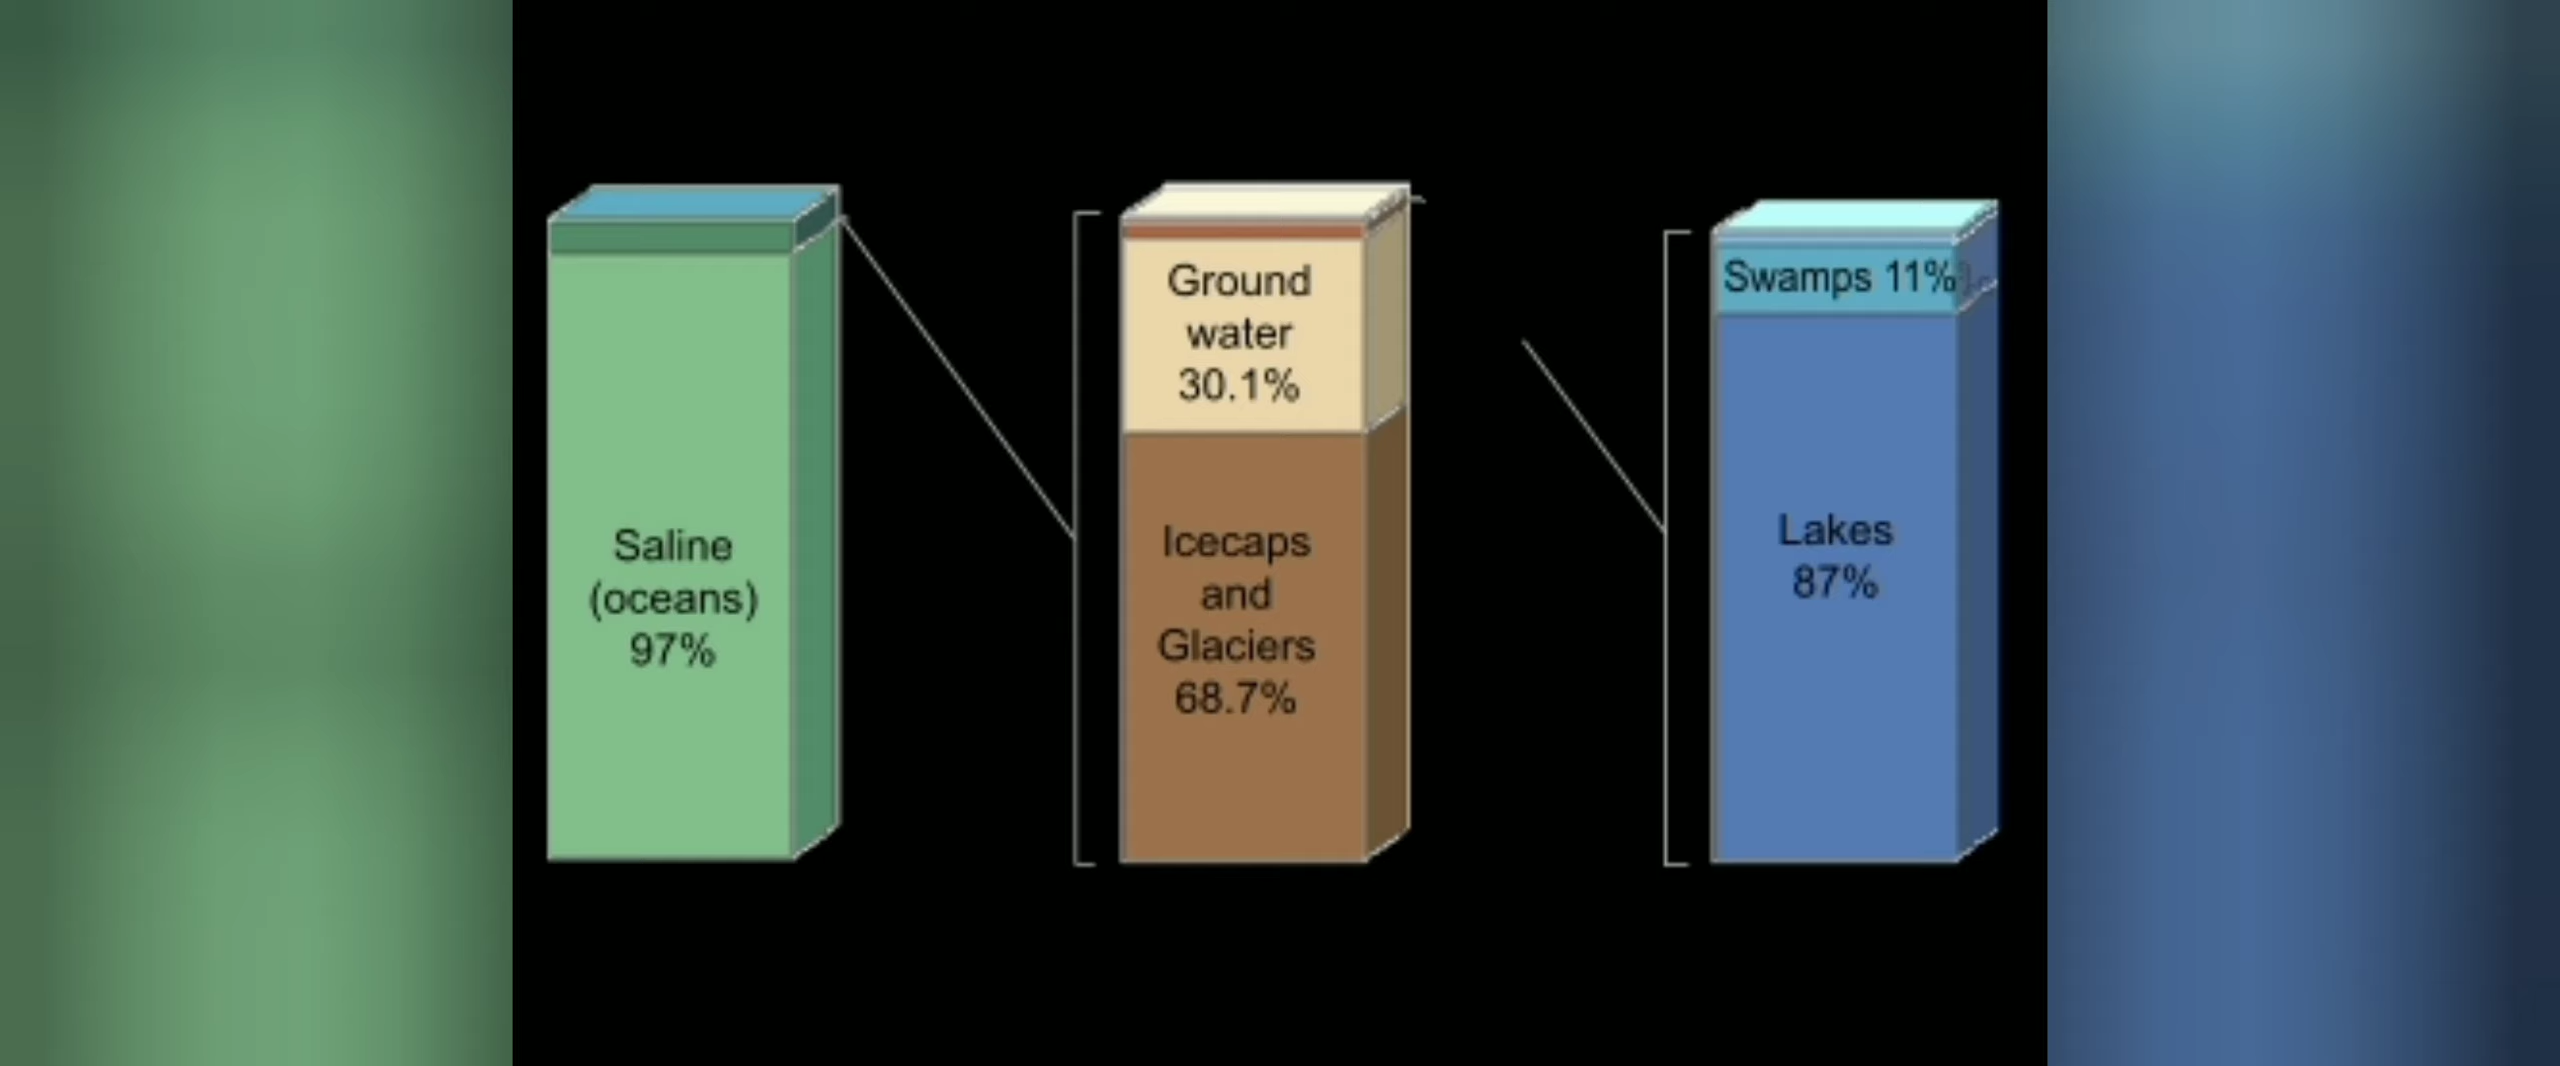 Saline
(oceans)
97%
Ground
water
30.1%
Icecaps
and
Glaciers
68.7%
Swamps 11%
Lakes
87%